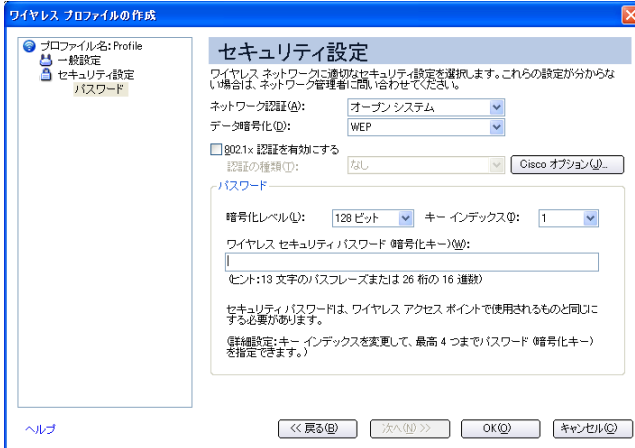 ワイヤレス プロファイルの作成
プロファイル名: Profile
一般設定
セキュリティ設定
パスワード
セキュリティ設定
ワイヤレス ネットワークに適切なセキュリティ設定を選択します。これらの設定が分からな
い場合は、ネットワーク管理者に問い合わせてください。
ネットワーク認証(A): オープン システム
データ暗号化(D): WEP
802.1x 認証を有効にする
認証の種類(T): なし Cisco オプション(J)...
パスワード
暗号化レベル(L): 128 ビット キー インデックス(I): 1
ワイヤレス セキュリティ パスワード (暗号化キー)(W):
(ヒント:13 文字のパスフレーズまたは 26 桁の 16 進数)
セキュリティ パスワードは、ワイヤレス アクセス ポイントで使用されるものと同じに
する必要があります。
(詳細設定:キー インデックスを変更して、最高 4 つまでパスワード (暗号化キー)
を指定できます。)
ヘルプ << 戻る(B) 次へ(N) >> OK(O) キャンセル(C)